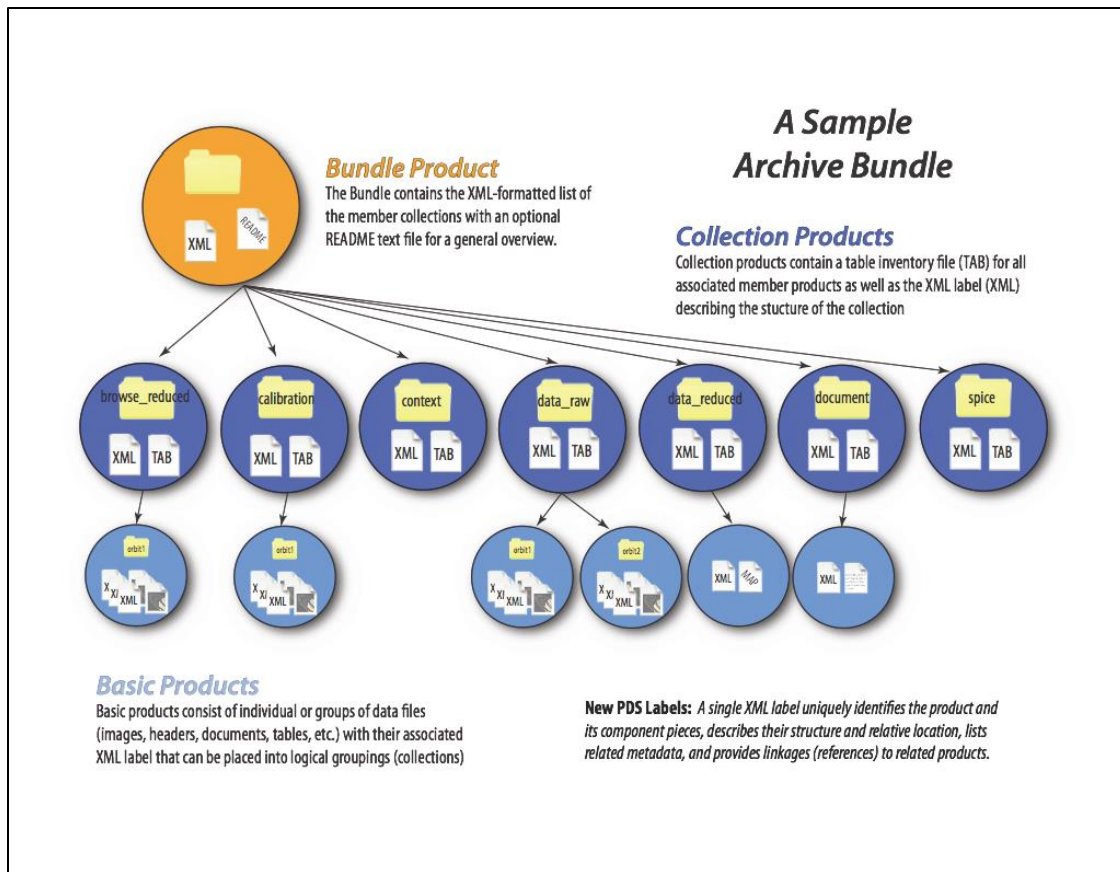 A Sample
Archive Bundle
Bundle Product
The Bundle contains the XML-formatted list of
the member collections with an optional
README text file for a general overview.
XML
README
Collection Products
Collection products contain a table inventory file (TAB) for all
associated member products as well as the XML label (XML)
describing the stucture of the collection
browse_reduced
XML TAB
calibration
XML TAB
context
XML TAB
data_raw
XML TAB
data_reduced
XML TAB
document
XML TAB
spice
XML TAB
orbit1
X XI XML
orbit1
X XI XML
orbit1
X XI XML
orbit2
X XI XML
XML MAP
XML
Basic Products
Basic products consist of individual or groups of data files
(images, headers, documents, tables, etc.) with their associated
XML label that can be placed into logical groupings (collections)
New PDS Labels: A single XML label uniquely identifies the product and
its component pieces, describes their structure and relative location, lists
related metadata, and provides linkages (references) to related products.